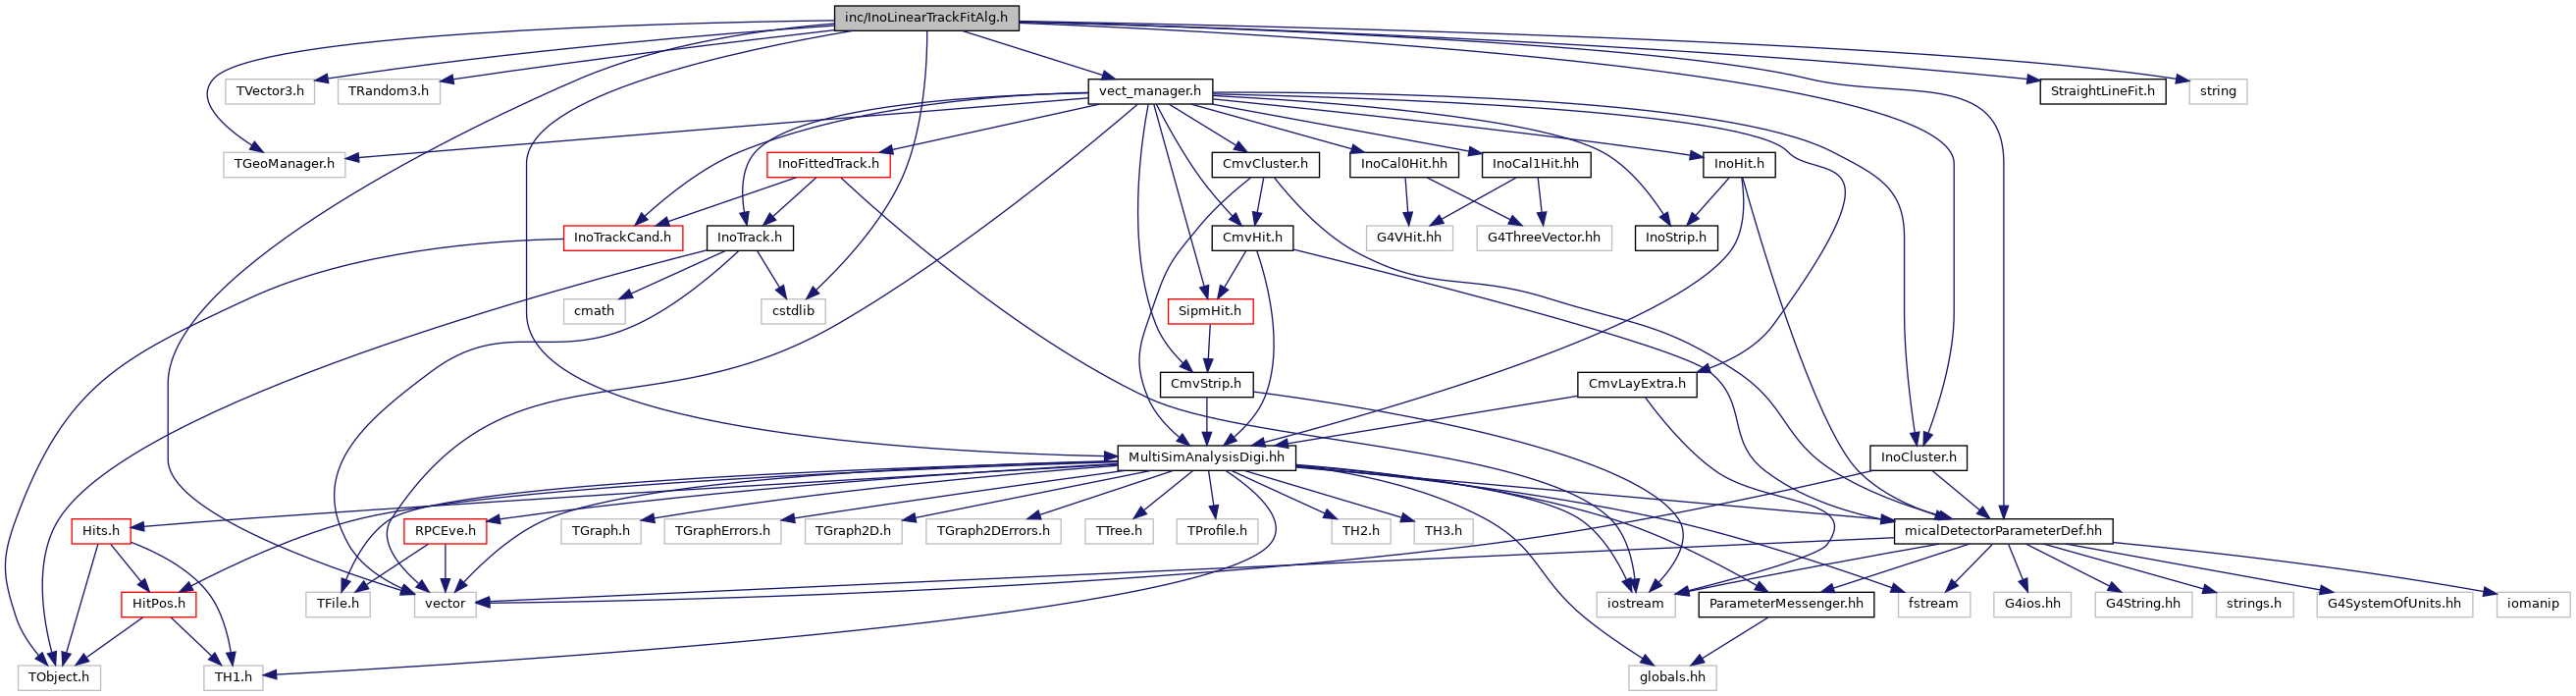 inc/InoLinearTrackFitAlg.h
TVector3.h
TRandom3.h
vect_manager.h
StraightLineFit.h
string
TGeoManager.h
InoFittedTrack.h
CmvCluster.h
InoCal0Hit.hh
InoCal1Hit.hh
InoHit.h
InoTrackCand.h
InoTrack.h
CmvHit.h
G4VHit.hh
G4ThreeVector.hh
InoStrip.h
cmath
cstdlib
SipmHit.h
CmvStrip.h
CmvLayExtra.h
MultiSimAnalysisDigi.hh
InoCluster.h
Hits.h
RPCEve.h
TGraph.h
TGraphErrors.h
TGraph2D.h
TGraph2DErrors.h
TTree.h
TProfile.h
TH2.h
TH3.h
micalDetectorParameterDef.hh
HitPos.h
TFile.h
vector
iostream
ParameterMessenger.hh
fstream
G4ios.hh
G4String.hh
strings.h
G4SystemOfUnits.hh
iomanip
TObject.h
TH1.h
globals.hh